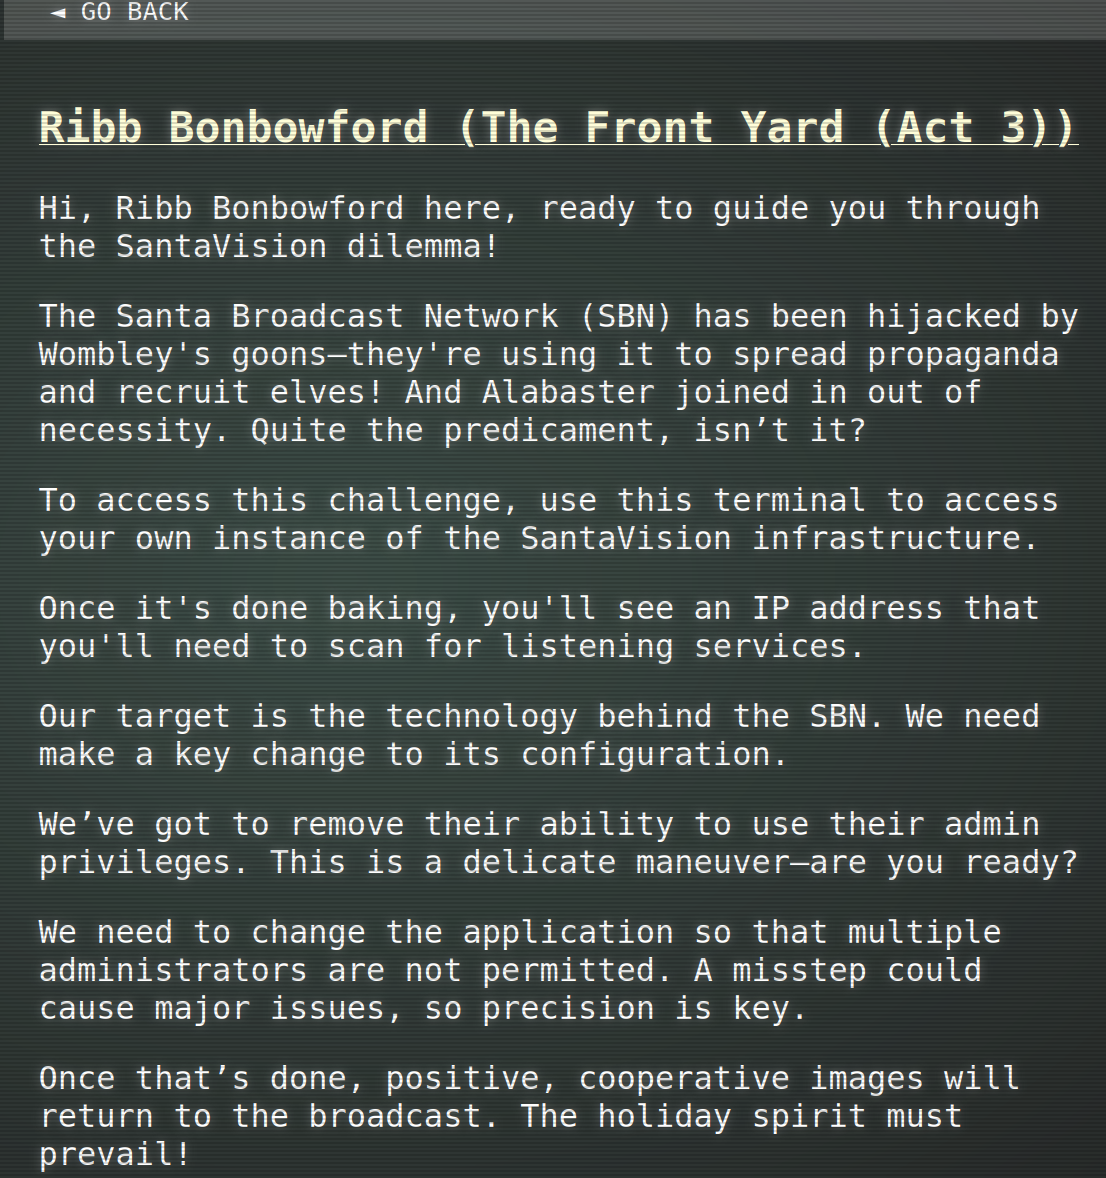 ◄ GO BACK
Ribb Bonbowford (The Front Yard (Act 3))
Hi, Ribb Bonbowford here, ready to guide you through
the SantaVision dilemma!
The Santa Broadcast Network (SBN) has been hijacked by
Wombley's goons—they're using it to spread propaganda
and recruit elves! And Alabaster joined in out of
necessity. Quite the predicament, isn’t it?
To access this challenge, use this terminal to access
your own instance of the SantaVision infrastructure.
Once it's done baking, you'll see an IP address that
you'll need to scan for listening services.
Our target is the technology behind the SBN. We need
make a key change to its configuration.
We’ve got to remove their ability to use their admin
privileges. This is a delicate maneuver—are you ready?
We need to change the application so that multiple
administrators are not permitted. A misstep could
cause major issues, so precision is key.
Once that’s done, positive, cooperative images will
return to the broadcast. The holiday spirit must
prevail!